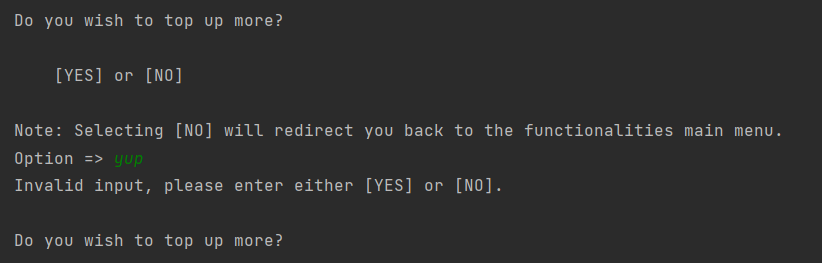 Do you wish to top up more?
[YES] or [NO]
Note: Selecting [NO] will redirect you back to the functionalities main menu.
Option => yup
Invalid input, please enter either [YES] or [NO].
Do you wish to top up more?